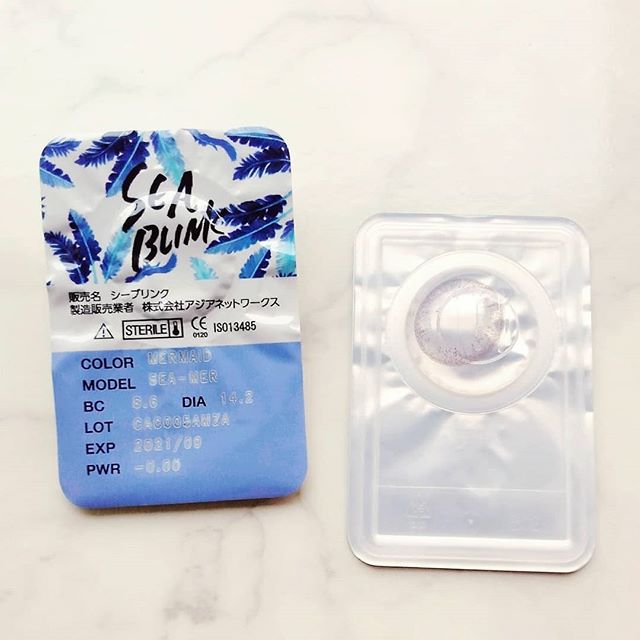 SEA
BLINK
販売名 シーブリンク
製造販売業者 株式会社アジアネットワークス
STERILE CE 0120 ISO13485
COLOR MERMAID
MODEL SEA-MER
BC 8.6 DIA 14.2
LOT
EXP 2021/09
PWR -0.00